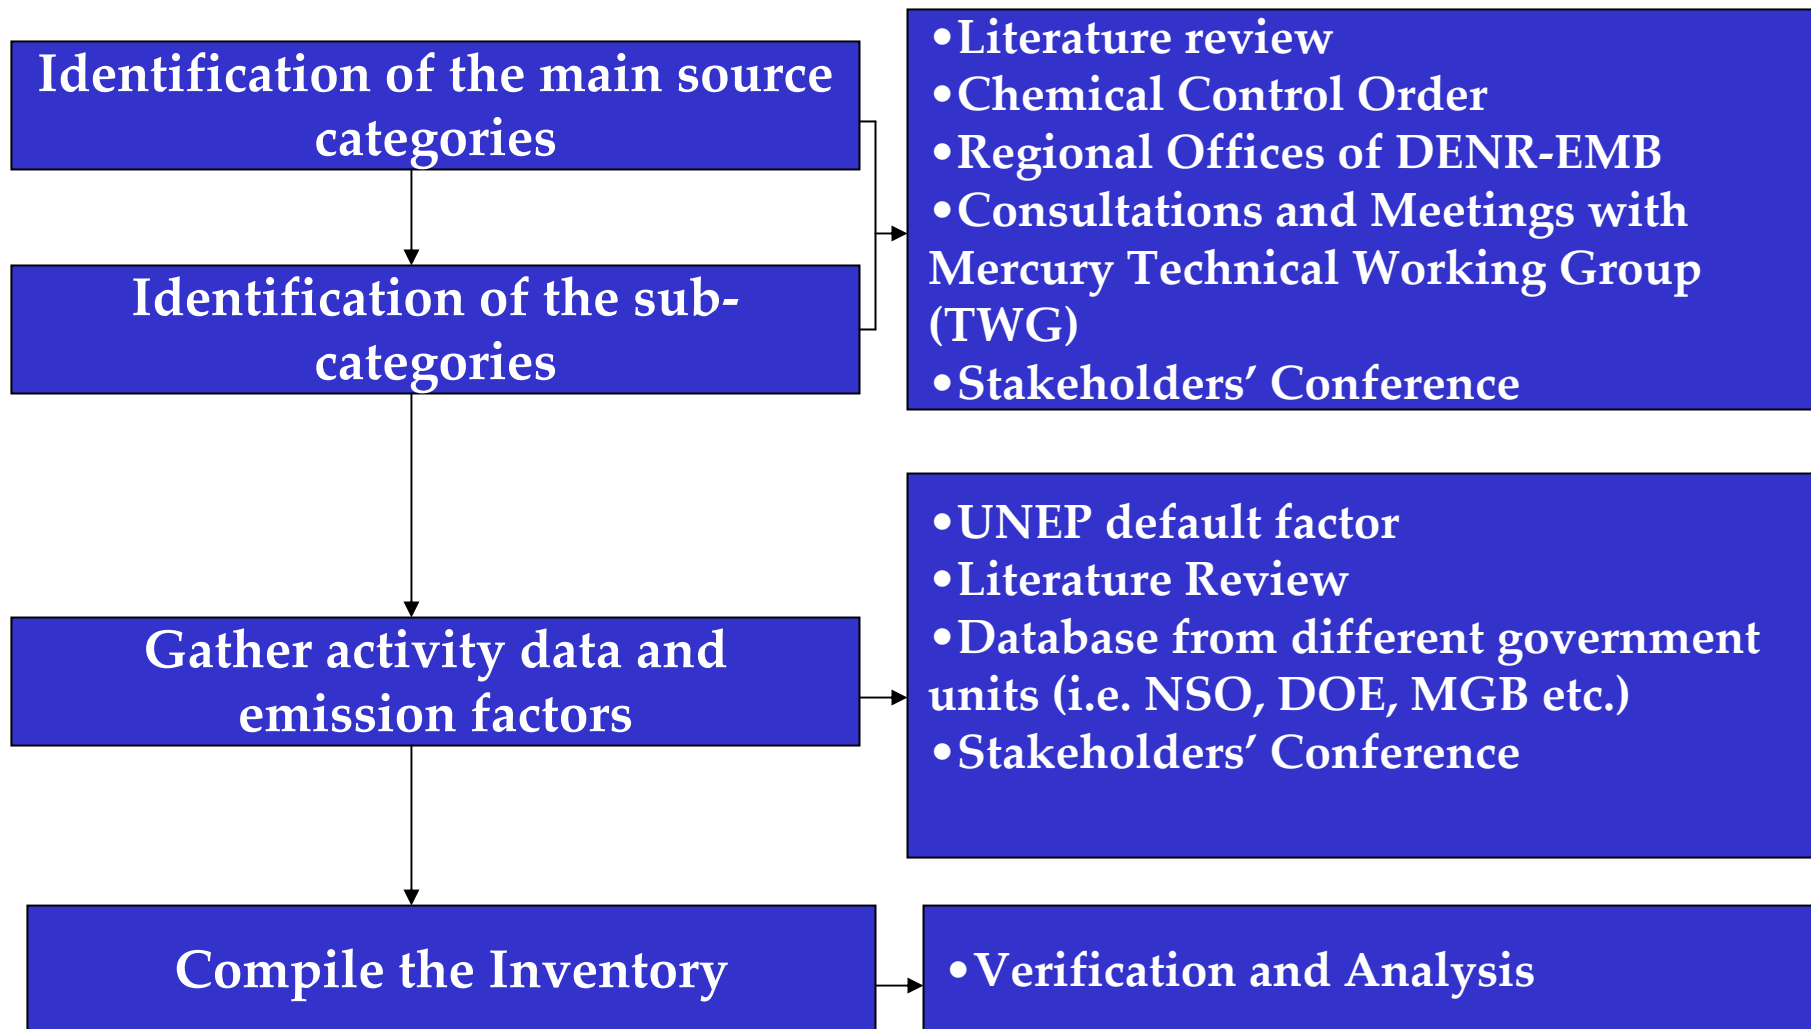 Identification of the main source
categories
Identification of the sub-
categories
Gather activity data and
emission factors
Compile the Inventory
•Literature review
•Chemical Control Order
•Regional Offices of DENR-EMB
•Consultations and Meetings with
Mercury Technical Working Group
(TWG)
•Stakeholders’ Conference
•UNEP default factor
•Literature Review
•Database from different government
units (i.e. NSO, DOE, MGB etc.)
•Stakeholders’ Conference
•Verification and Analysis